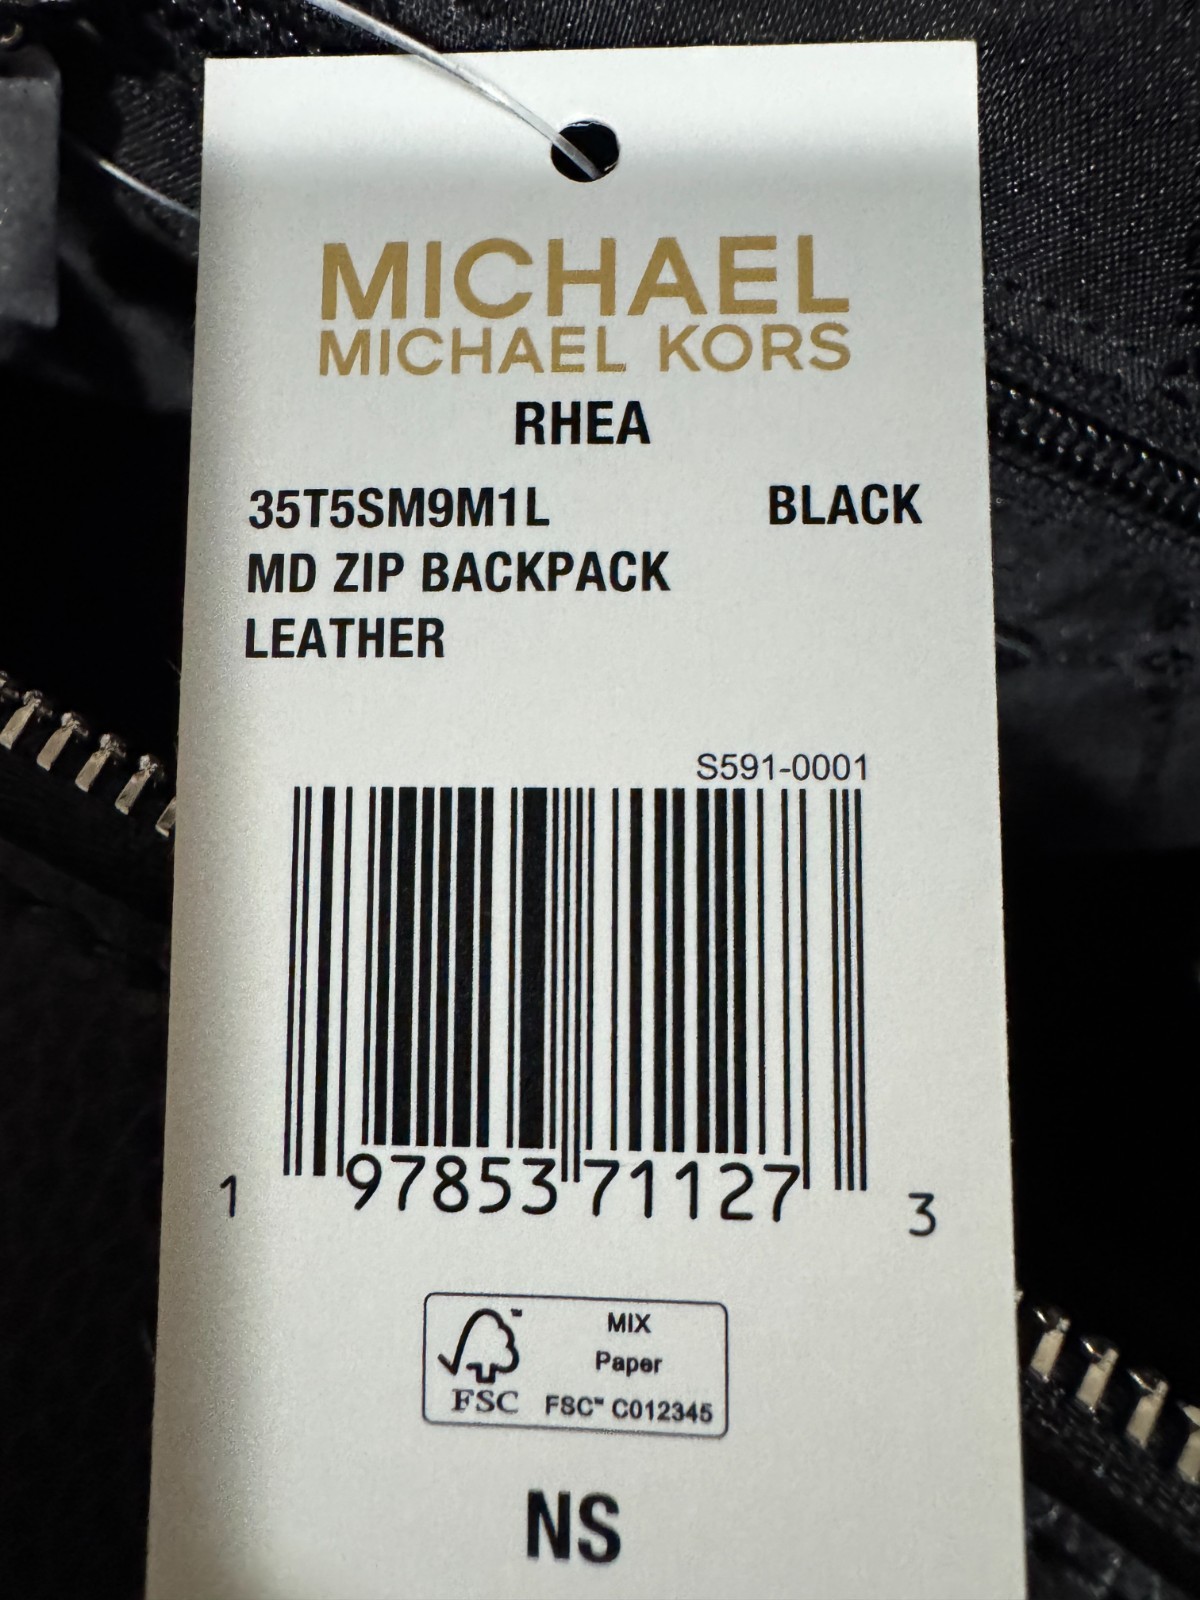 MICHAEL
MICHAEL KORS
RHEA
35T5SM9M1L BLACK
MD ZIP BACKPACK
LEATHER
S591-0001
1 97853 71127 3
FSC™
MIX
Paper
FSC™ C012345
NS